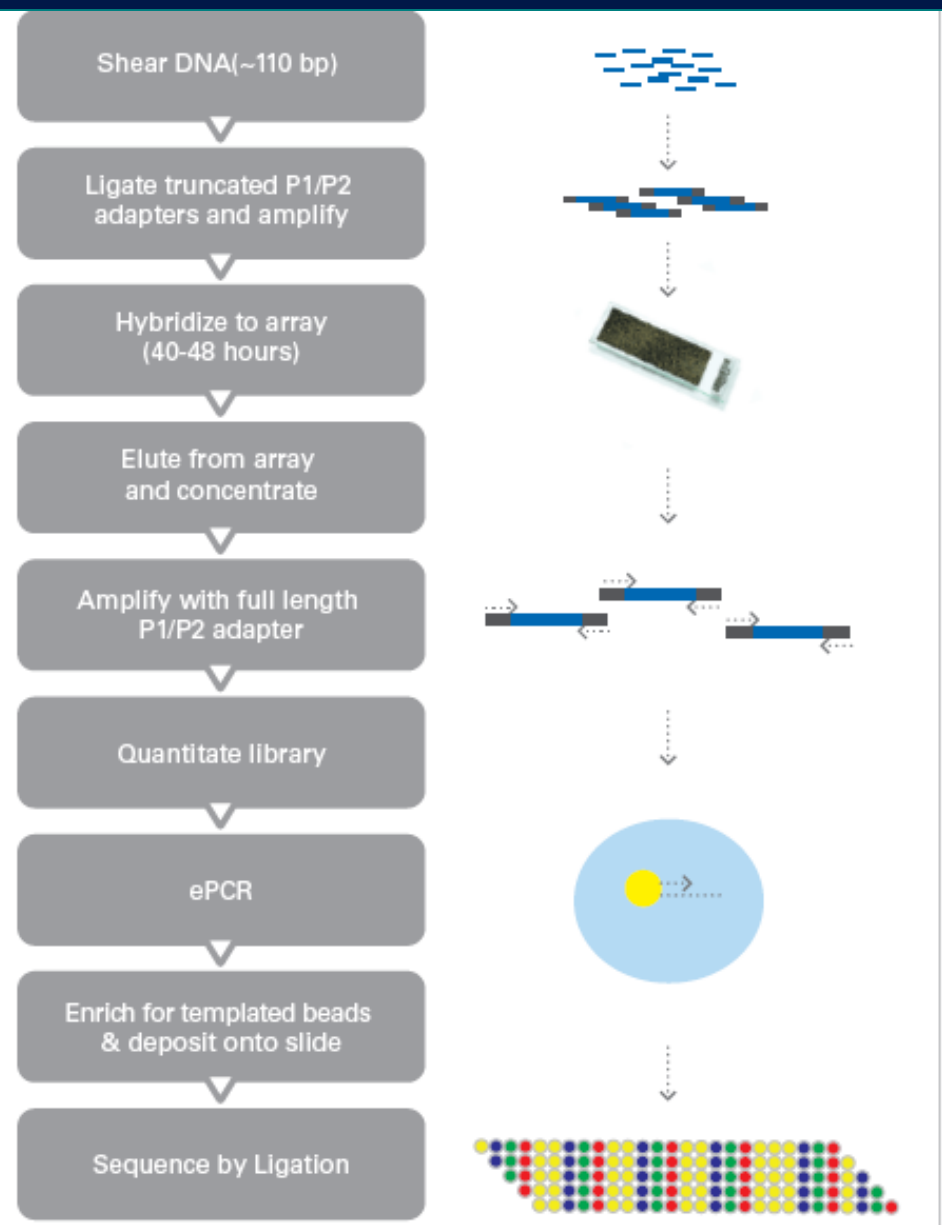 Shear DNA(~110 bp)
Ligate truncated P1/P2
adapters and amplify
Hybridize to array
(40-48 hours)
Elute from array
and concentrate
Amplify with full length
P1/P2 adapter
Quantitate library
ePCR
Enrich for templated beads
& deposit onto slide
Sequence by Ligation